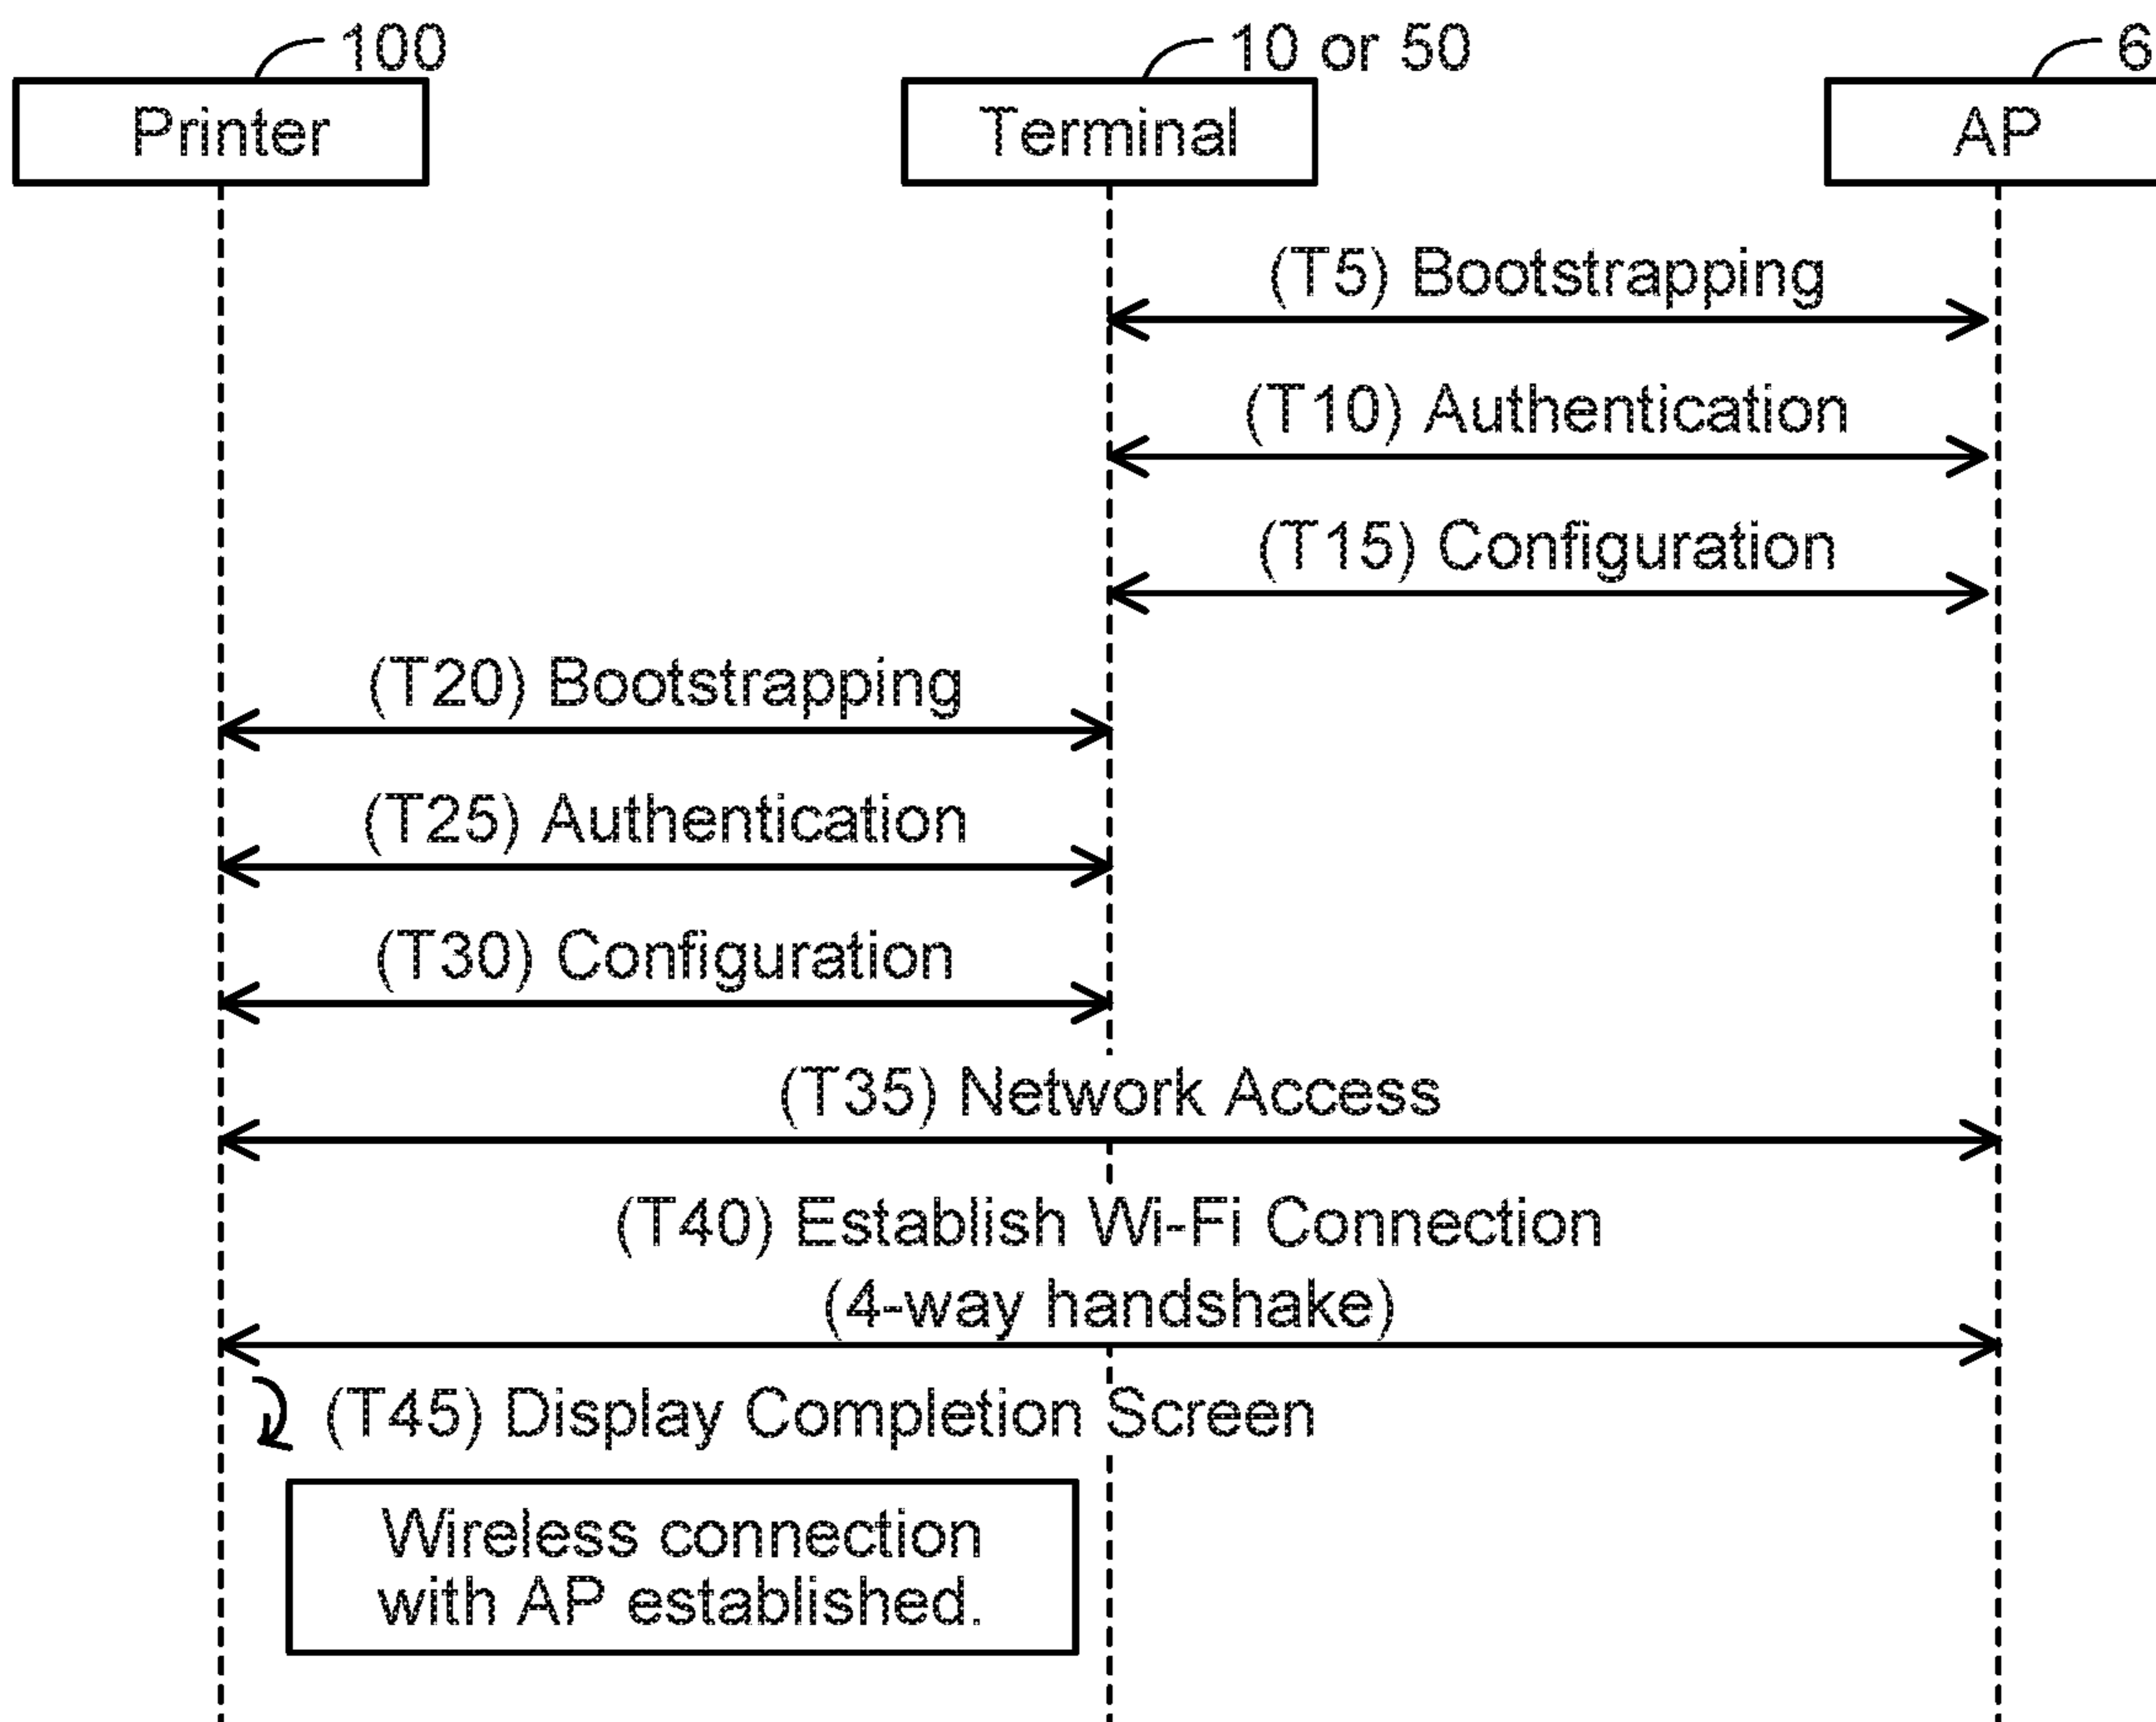 100
10 or 50
6
Printer
Terminal
AP
(T5) Bootstrapping
(T10) Authentication
(T15) Configuration
(T20) Bootstrapping
(T25) Authentication
(T30) Configuration
(T35) Network Access
(T40) Establish Wi-Fi Connection
(4-way handshake)
(T45) Display Completion Screen
Wireless connection
with AP established.